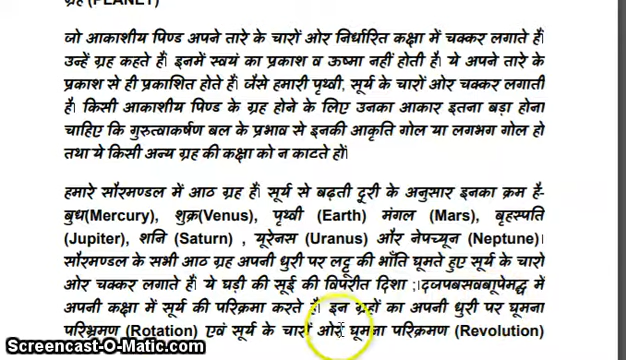 ग्रह (PLANET)
जो आकाशीय पिण्ड अपने तारे के चारों ओर निर्धारित कक्षा में चक्कर लगाते हैं।
उन्हें ग्रह कहते हैं। इनमें स्वयं का प्रकाश व ऊष्मा नहीं होती है। ये अपने तारे के
प्रकाश से ही प्रकाशित होते हैं। जैसे हमारी पृथ्वी, सूर्य के चारों ओर चक्कर लगाती
है। किसी आकाशीय पिण्ड के ग्रह होने के लिए उनका आकार इतना बड़ा होना
चाहिए कि गुरुत्वाकर्षण बल के प्रभाव से इनकी आकृति गोल या लगभग गोल हो
तथा ये किसी अन्य ग्रह की कक्षा को न काटते हों।
हमारे सौरमण्डल में आठ ग्रह हैं। सूर्य से बढ़ती दूरी के अनुसार इनका क्रम है-
बुध(Mercury), शुक्र(Venus), पृथ्वी (Earth) मंगल (Mars), बृहस्पति
(Jupiter), शनि (Saturn) , यूरेनस (Uranus) और नेपच्यून (Neptune)।
सौरमण्डल के सभी आठ ग्रह अपनी धुरी पर लट्टू की भाँति घूमते हुए सूर्य के चारो
ओर चक्कर लगाते हैं। ये घड़ी की सूई की विपरीत दिशा ;।दजपबसवबूपेमद्ध में
अपनी कक्षा में सूर्य की परिक्रमा करते हैं। इन ग्रहों का अपनी धुरी पर घूमना
परिभ्रमण (Rotation) एवं सूर्य के चारों ओर घूमना परिक्रमण (Revolution)
Screencast-O-Matic.com